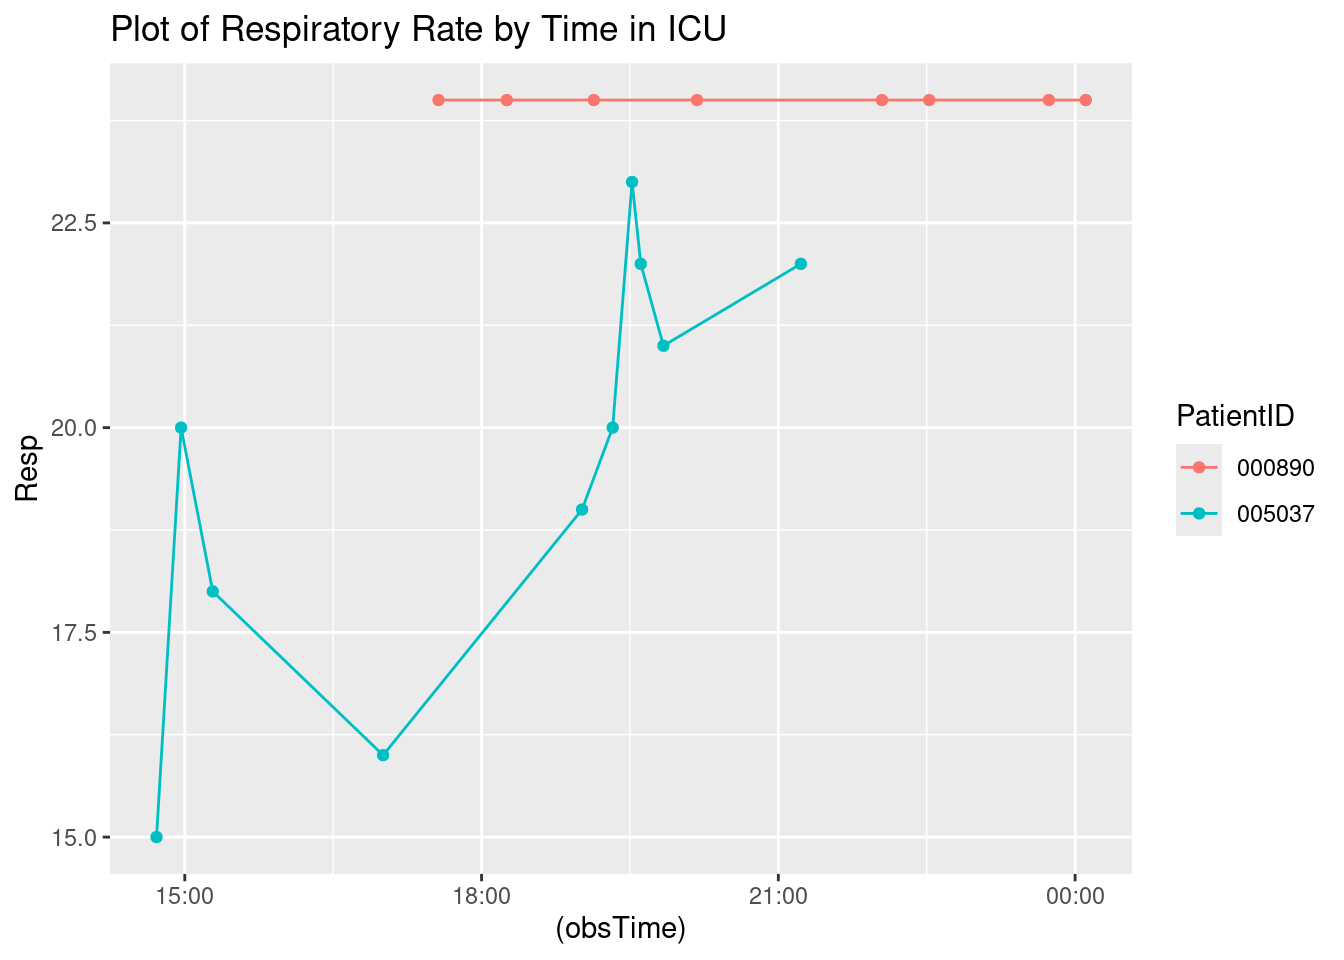 Plot of Respiratory Rate by Time in ICU
22.5
20.0
17.5
15.0
Resp
15:00 18:00 21:00 00:00
(obsTime)
PatientID
000890
005037